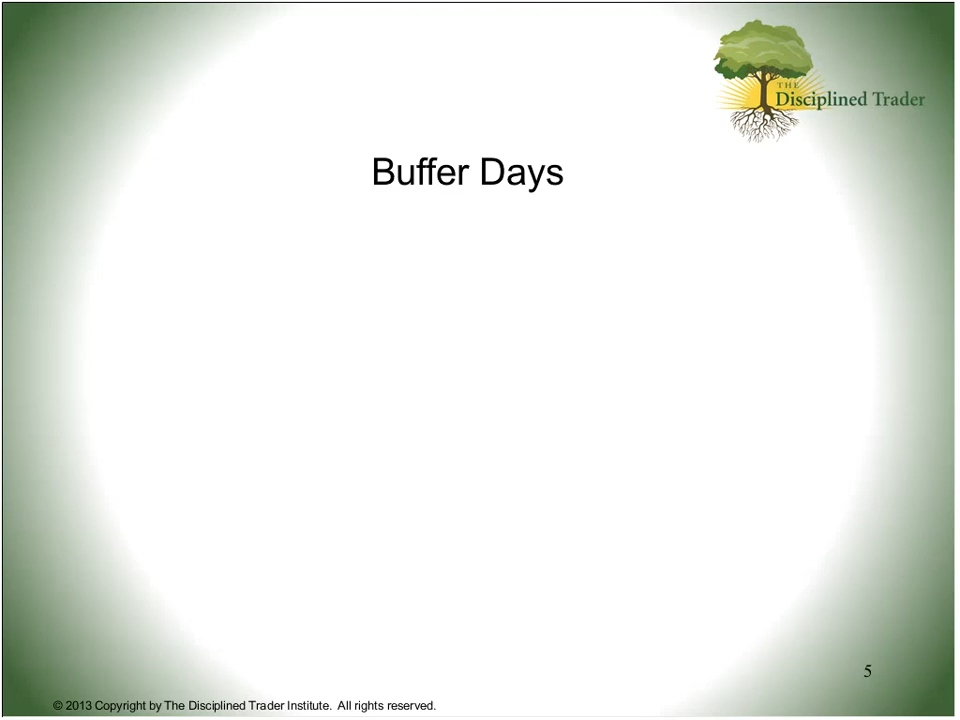 THE
Disciplined Trader
Buffer Days
5
© 2013 Copyright by The Disciplined Trader Institute.  All rights reserved.